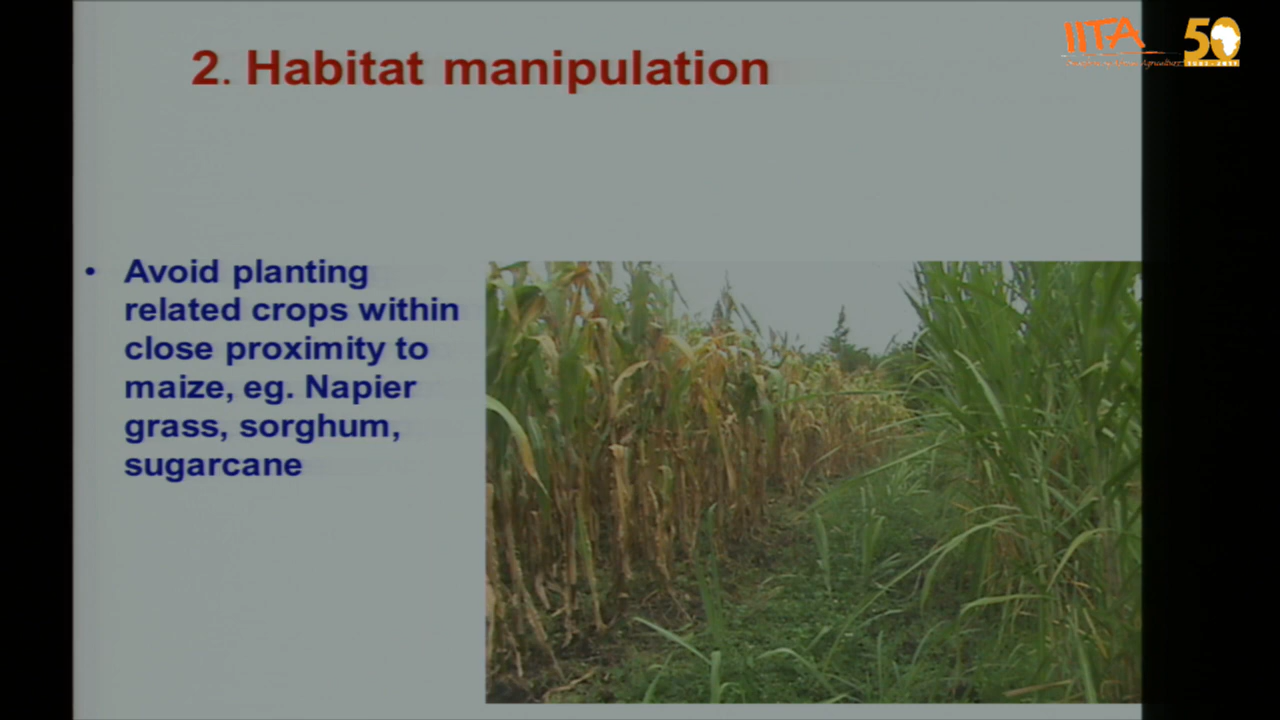 2. Habitat manipulation
IITA
50
• Avoid planting
related crops within
close proximity to
maize, eg. Napier
grass, sorghum,
sugarcane